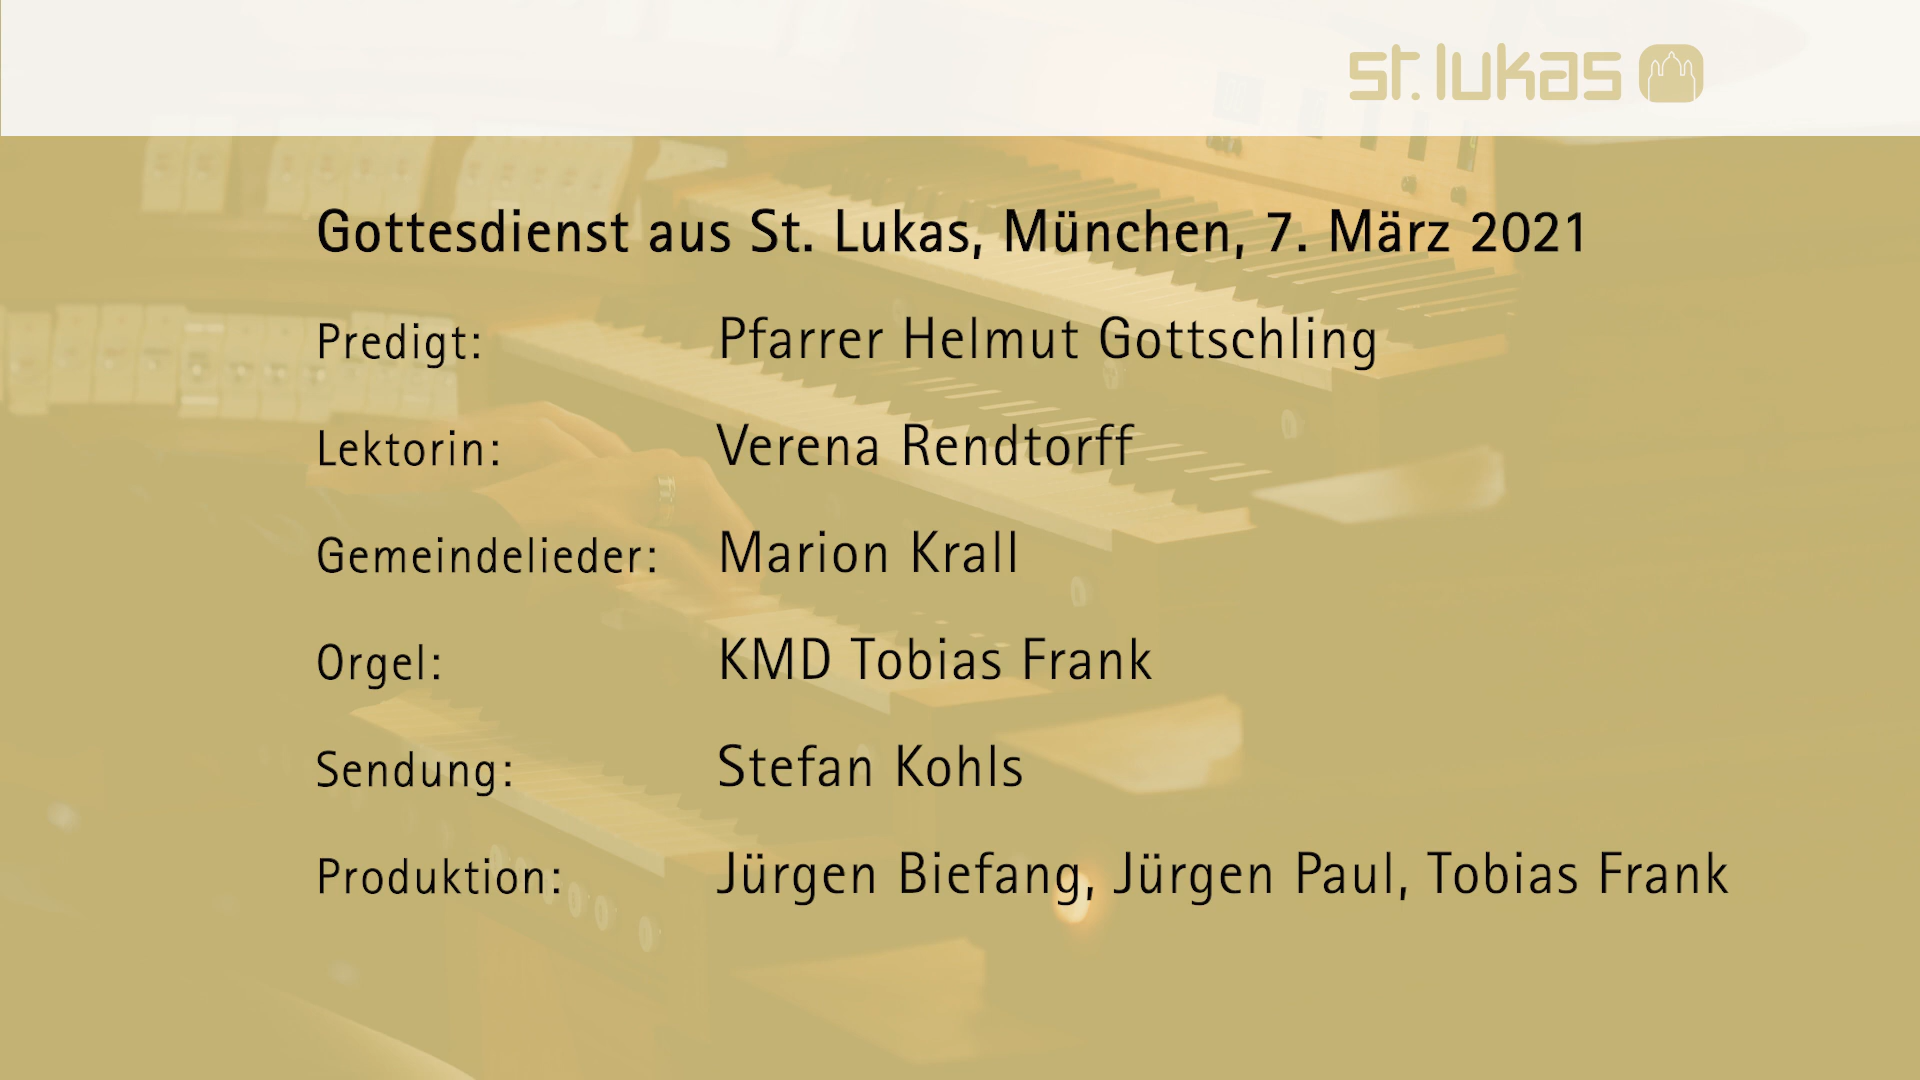 st. lukas
Gottesdienst aus St. Lukas, München, 7. März 2021
Predigt: Pfarrer Helmut Gottschling
Lektorin: Verena Rendtorff
Gemeindelieder: Marion Krall
Orgel: KMD Tobias Frank
Sendung: Stefan Kohls
Produktion: Jürgen Biefang, Jürgen Paul, Tobias Frank